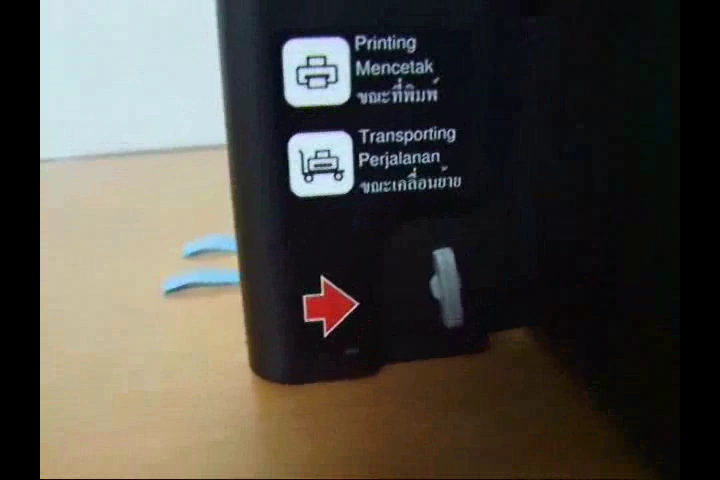 Printing
Mencetak
ขณะที่พิมพ์
Transporting
Perjalanan
ขณะเคลื่อนย้าย